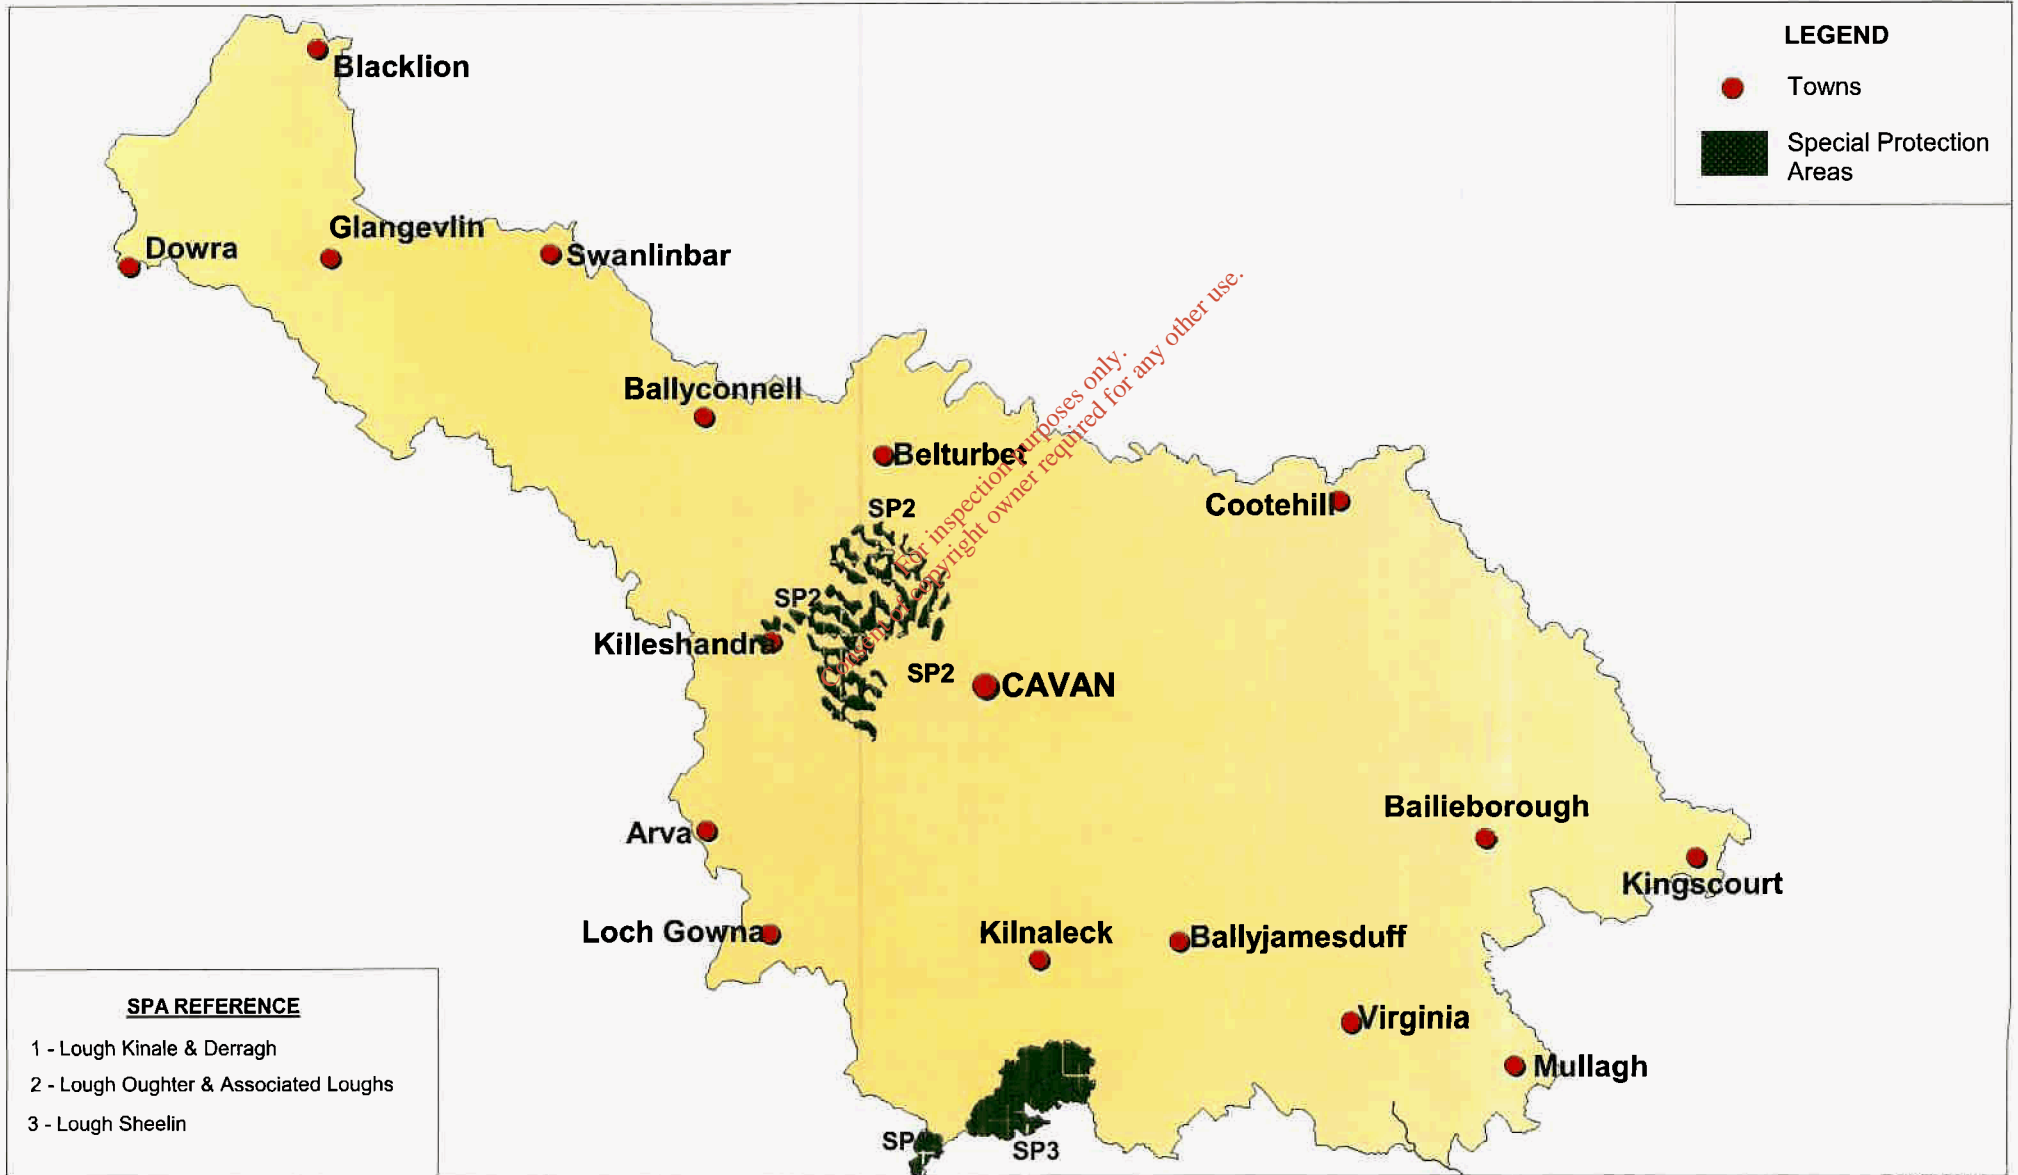 LEGEND
Towns
Special Protection
Areas
Blacklion
Glangevlin
Dowra
Swanlinbar
Ballyconnell
Belturbet
SP2
Cootehill
SP2
Killeshandra
SP2
CAVAN
Arva
Bailieborough
Kingscourt
Loch Gowna
Kilnaleck
Ballyjamesduff
Virginia
Mullagh
SP3
For inspection purposes only.
Consent of copyright owner required for any other use.
SPA REFERENCE
1 - Lough Kinale & Derragh
2 - Lough Oughter & Associated Loughs
3 - Lough Sheelin